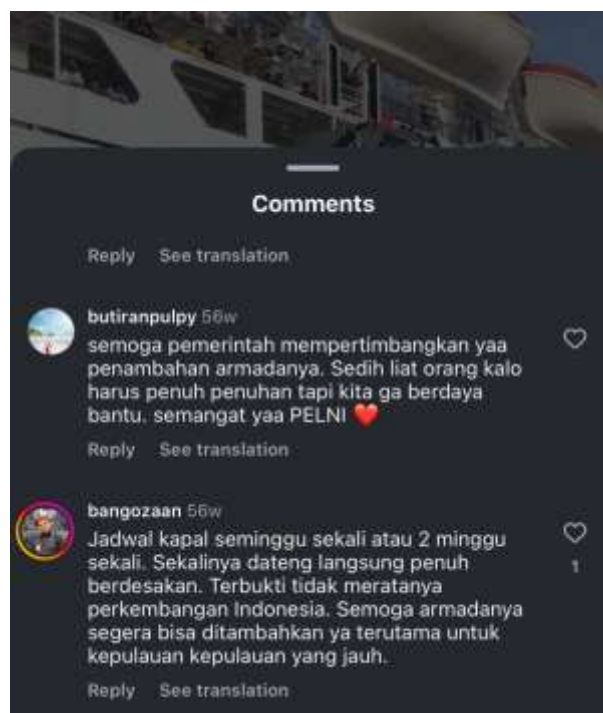 Comments
Reply See translation
butiranpulpy 56w
semoga pemerintah mempertimbangkan yaa
penambahan armadanya. Sedih liat orang kalo
harus penuh penuhan tapi kita ga berdaya
bantu. semangat yaa PELNI ❤️
Reply See translation
bangozaan 56w
Jadwal kapal seminggu sekali atau 2 minggu
sekali. Sekalinya dateng langsung penuh
berdesakan. Terbukti tidak meratanya
perkembangan Indonesia. Semoga armadanya
segera bisa ditambahkan ya terutama untuk
kepulauan kepulauan yang jauh.
1
Reply See translation